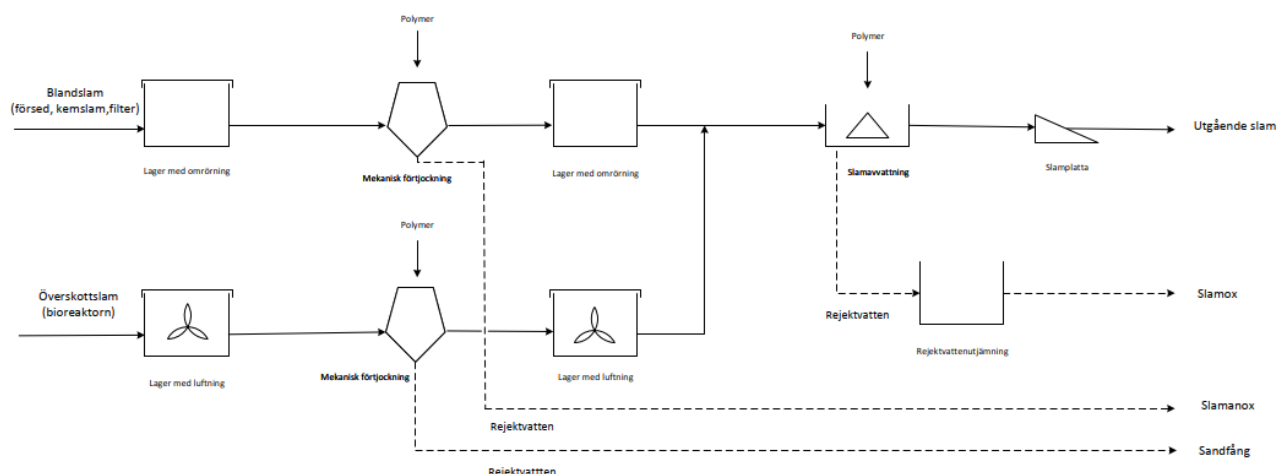 Polymer
Polymer
Blandslam
(försed, kemslam,filter)
Utgående slam
Lager med omrörning
Mekanisk förtjockning
Lager med omrörning
Slamavvattning
Slamplatta
Polymer
Överskottslam
(bioreaktorn)
Slamox
Rejektvatten
Rejektvattenutjämning
Lager med luftning
Mekanisk förtjockning
Lager med luftning
Slamanox
Rejektvatten
Sandfång
Rejektvattten